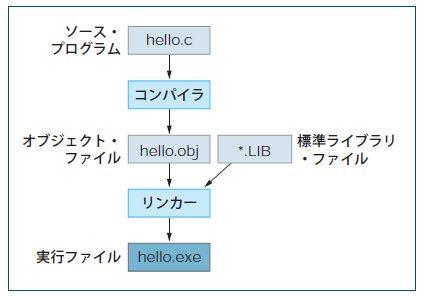 ソース・
プログラム
hello.c
コンパイラ
オブジェクト・
ファイル
hello.obj
*.LIB
標準ライブラリ
・ファイル
リンカー
実行ファイル
hello.exe